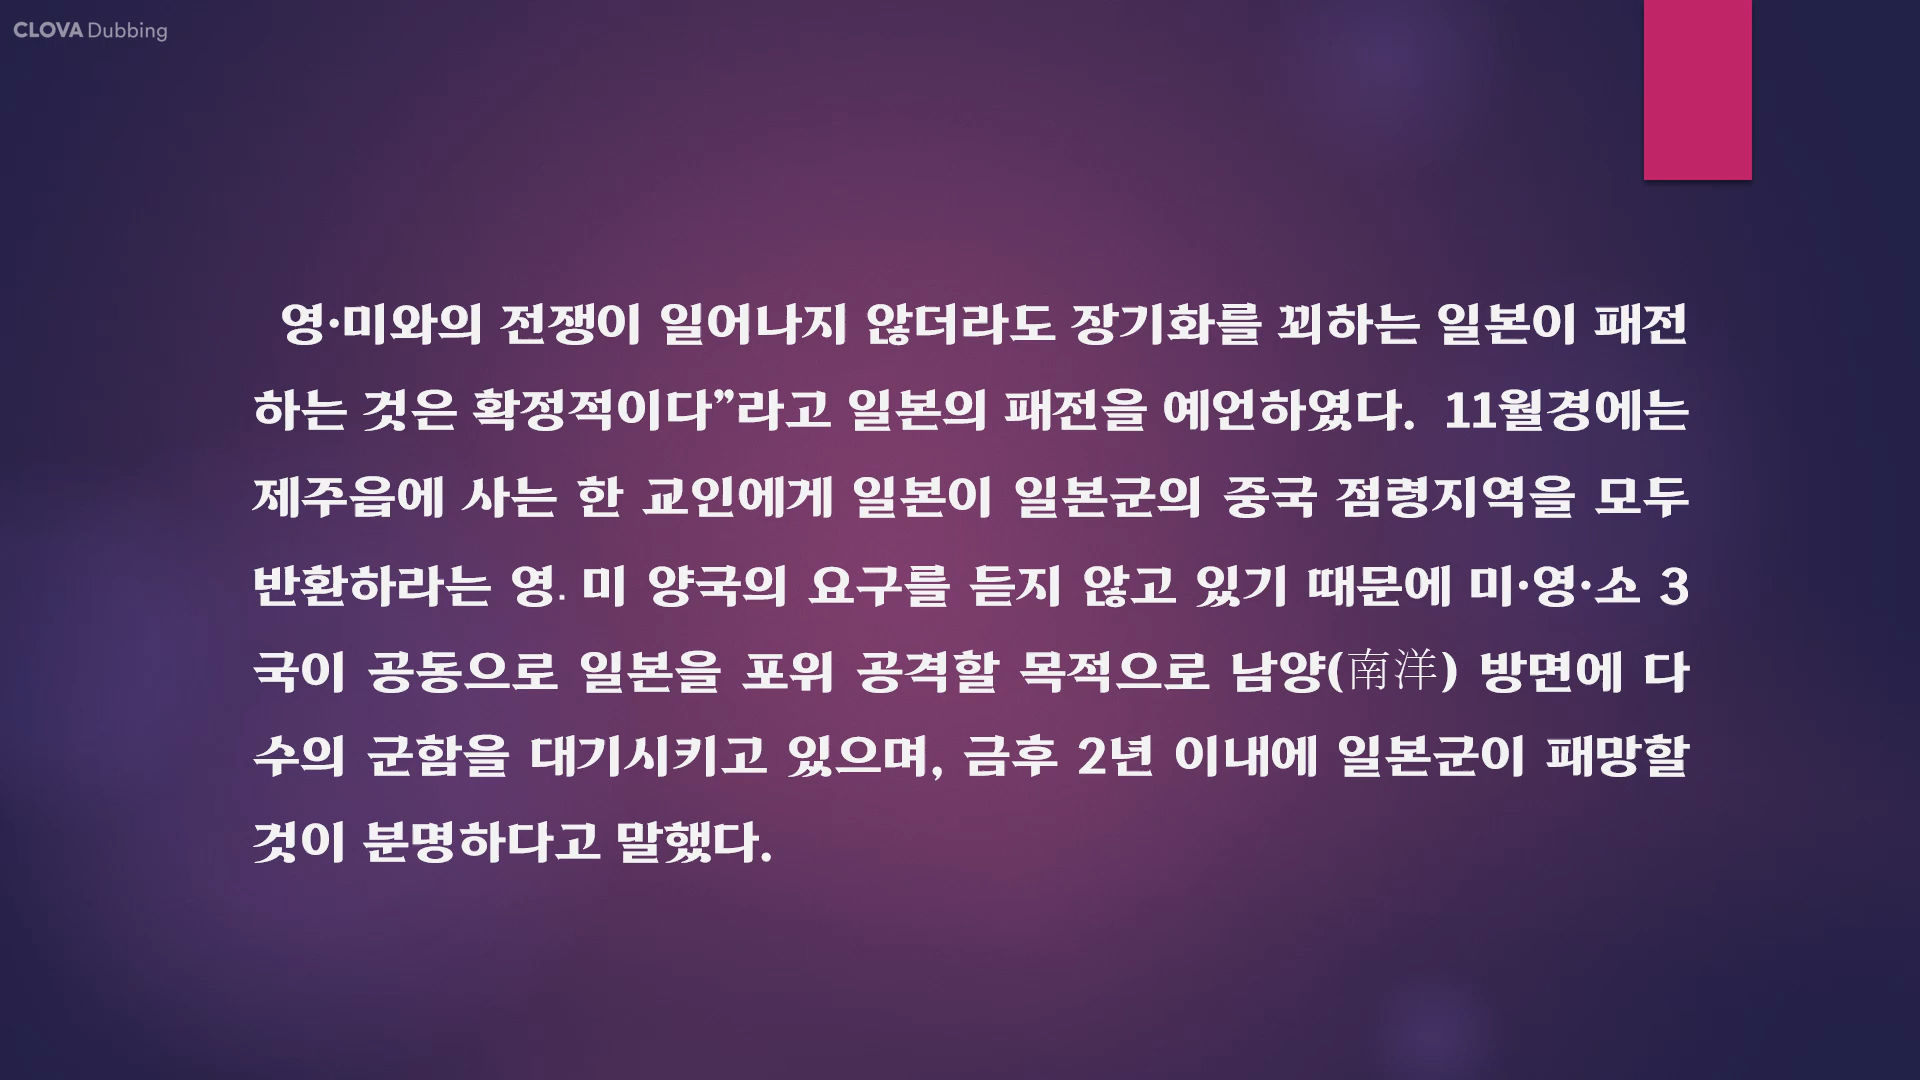 CLOVA Dubbing
영·미와의 전쟁이 일어나지 않더라도 장기화를 꾀하는 일본이 패전
하는 것은 확정적이다”라고 일본의 패전을 예언하였다. 11월경에는
제주읍에 사는 한 교인에게 일본이 일본군의 중국 점령지역을 모두
반환하라는 영. 미 양국의 요구를 듣지 않고 있기 때문에 미·영·소 3
국이 공동으로 일본을 포위 공격할 목적으로 남양(南洋) 방면에 다
수의 군함을 대기시키고 있으며, 금후 2년 이내에 일본군이 패망할
것이 분명하다고 말했다.